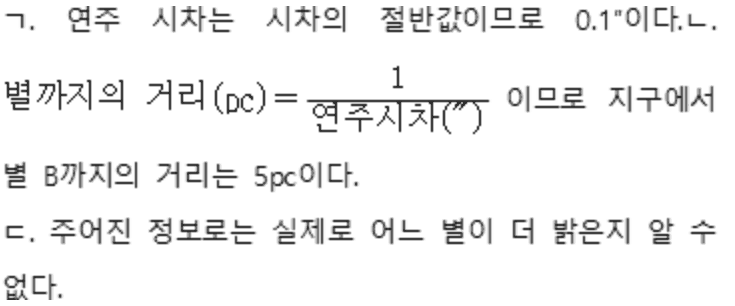 ㄱ. 연주 시차는 시차의 절반값이므로 0.1"이다.ㄴ.
별까지의 거리(pc)=1/연주시차(″) 이므로 지구에서
별 B까지의 거리는 5pc이다.
ㄷ. 주어진 정보로는 실제로 어느 별이 더 밝은지 알 수
없다.